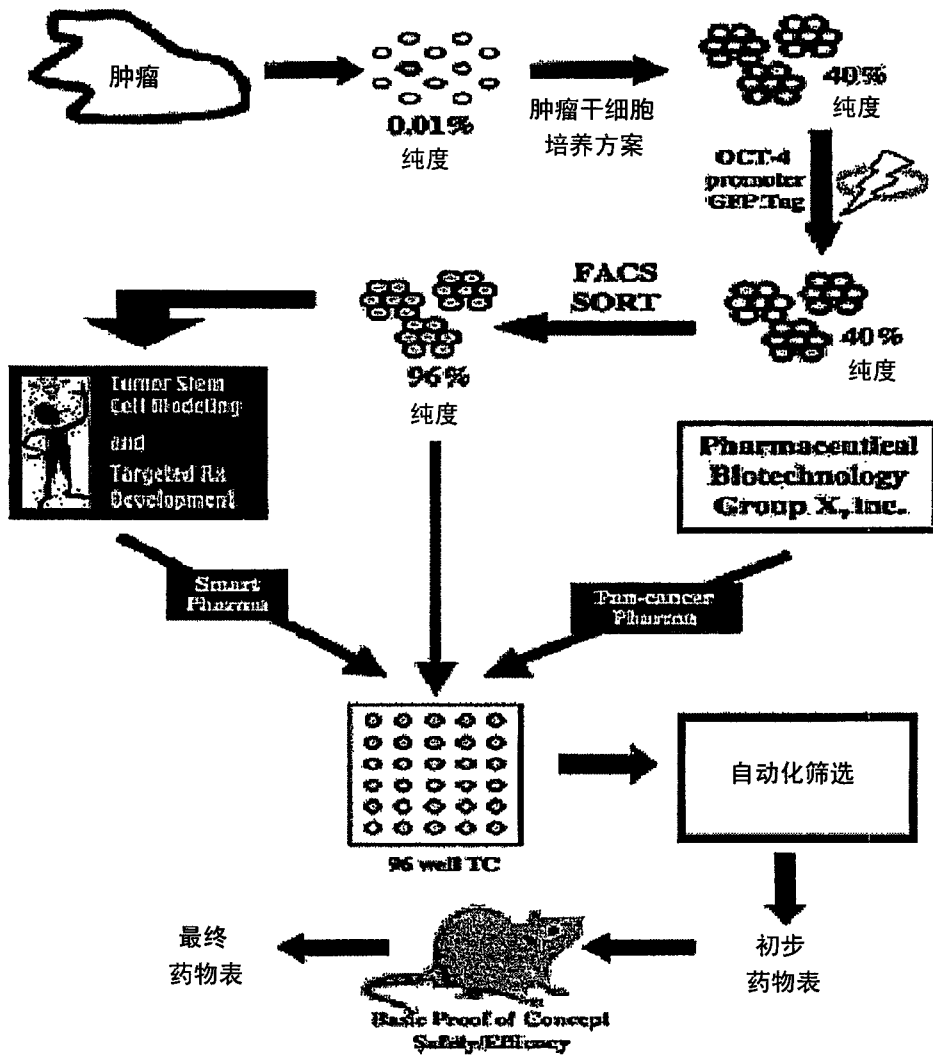 肿瘤
0.01%
纯度
肿瘤干细胞
培养方案
40%
纯度
OCT-4
promoter
GFP Tag
FACS
SORT
40%
纯度
96%
纯度
Tumor Stem
Cell Modeling
and
Targeted Rx
Development
Pharmaceutical
Biotechnology
Group X, Inc.
Smart
Pharma
Pan-cancer
Pharma
96 well TC
自动化筛选
初步
药物表
Basic Proof of Concept
Safety/Efficacy
最终
药物表